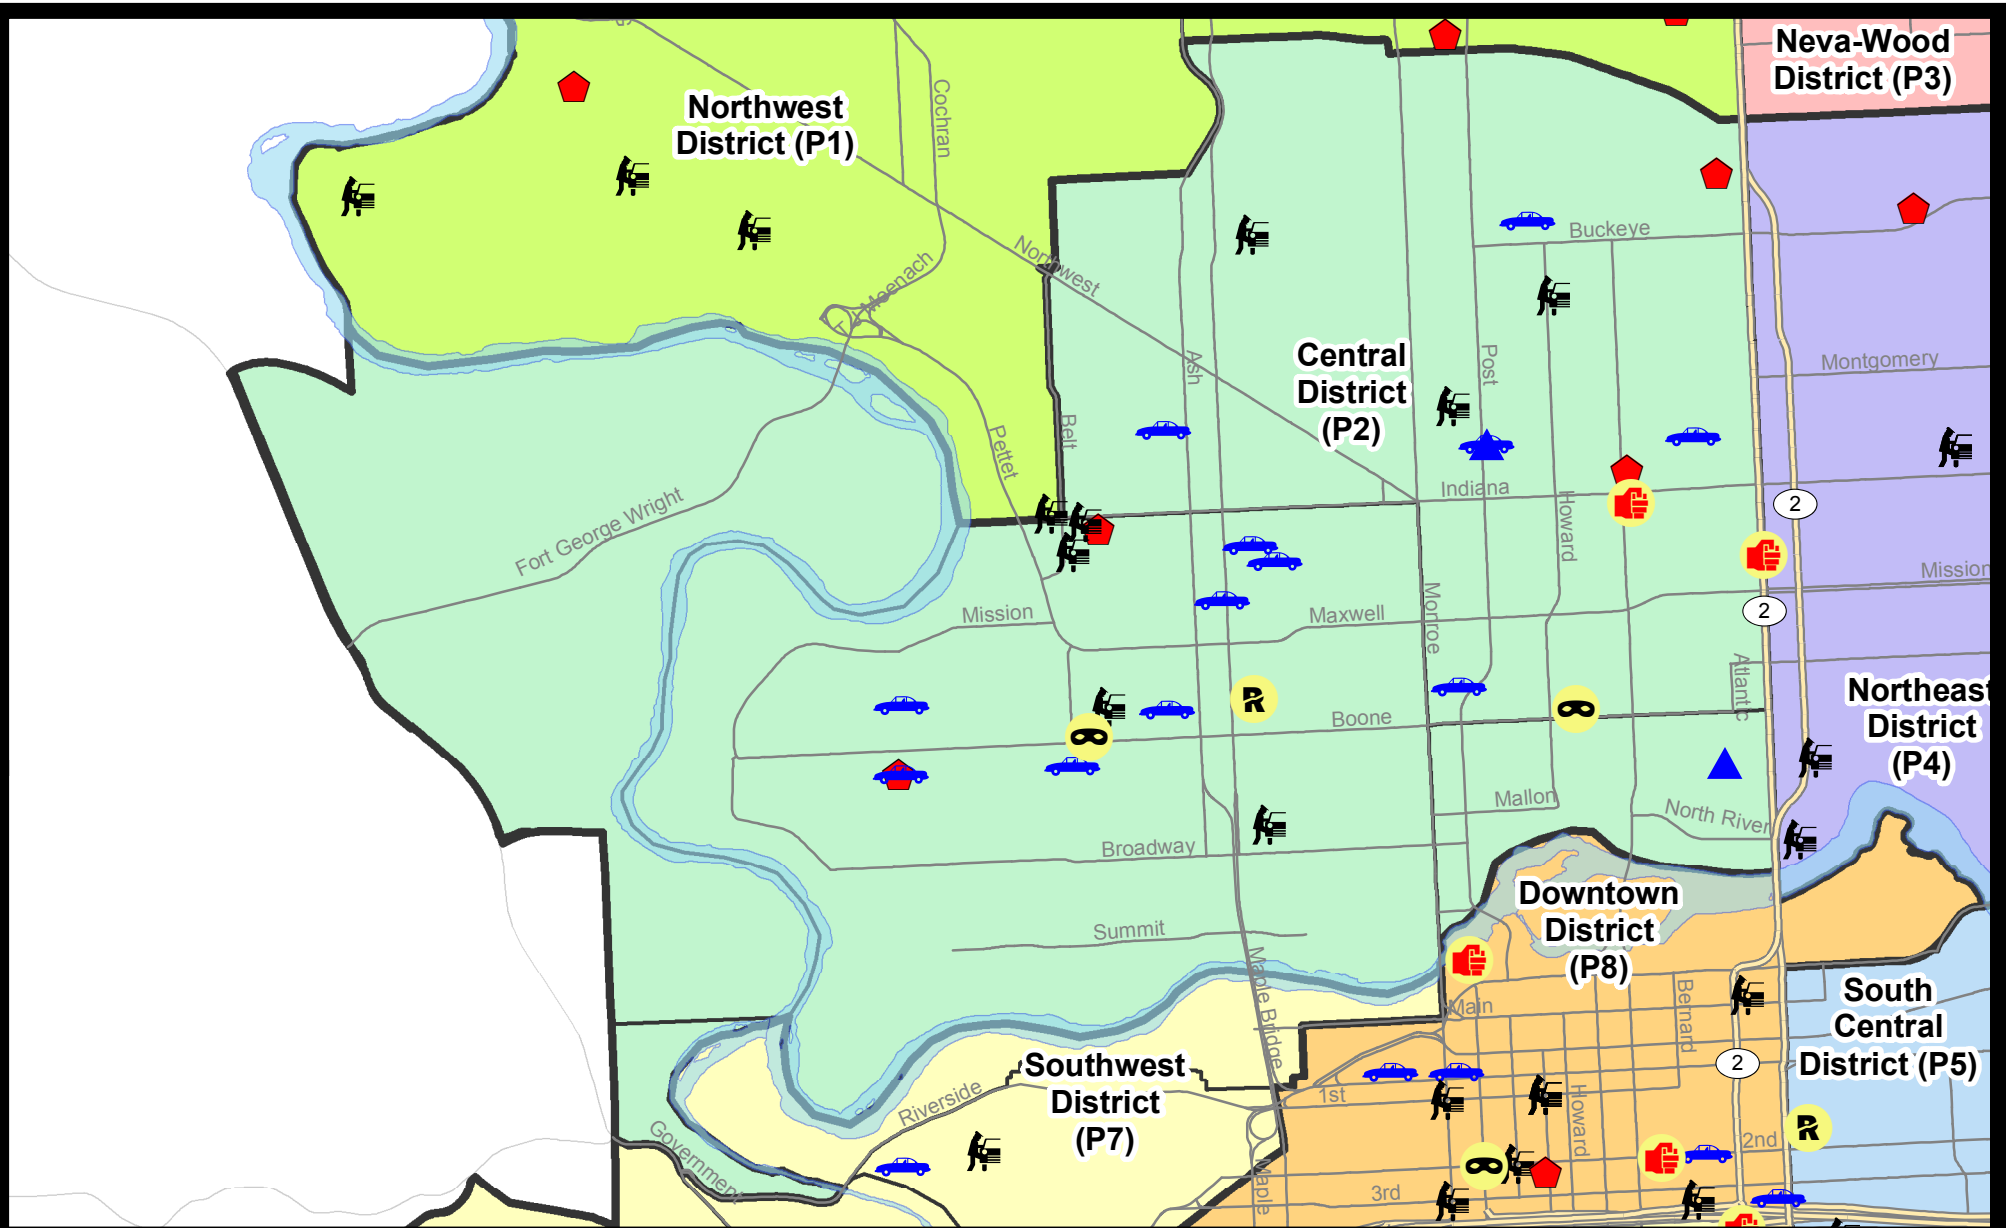 Neva-Wood
District (P3)
Northwest
District (P1)
Cochran
Buckeye
Northwest
T J Meenach
Central
District
(P2)
Post
Ash
Montgomery
Belt
Pettet
Indiana
2
Howard
Fort George Wright
Mission
Monroe
2
Mission
Maxwell
Atlantic
Northeast
District
(P4)
R
Boone
Mallon
North River
Broadway
Downtown
District
(P8)
Summit
Maple Bridge
Main
Bernard
South
Central
District (P5)
2
Southwest
District
(P7)
Riverside
1st
Howard
R
2nd
Government
Maple
3rd